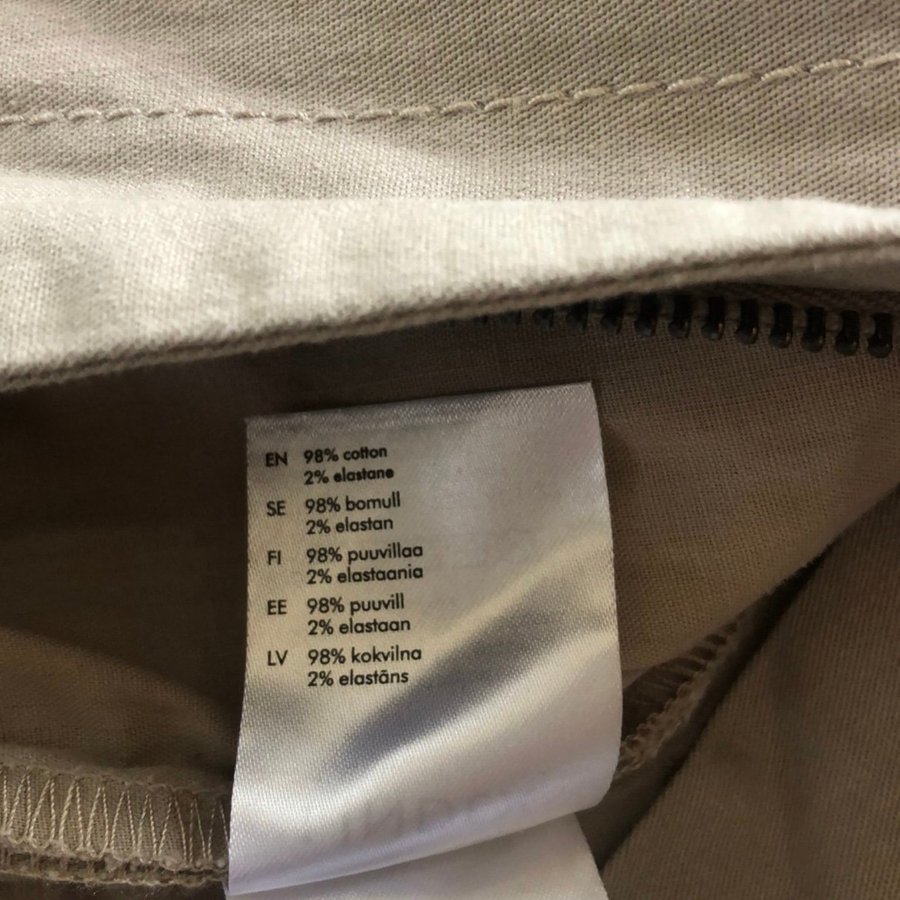 EN 98% cotton
2% elastane
SE 98% bomull
2% elastan
FI 98% puuvillaa
2% elastaania
EE 98% puuvill
2% elastaan
LV 98% kokvilna
2% elastāns